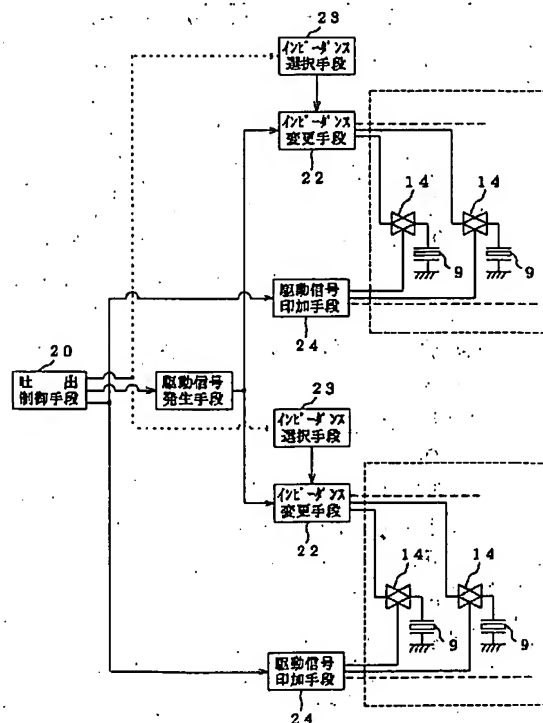 23
インピーダンス
選択手段
インピーダンス
変更手段
22
14
14
9
9
駆動信号
印加手段
24
20
吐出
制御手段
駆動信号
発生手段
23
インピーダンス
選択手段
インピーダンス
変更手段
22
14
14
9
9
駆動信号
印加手段
24